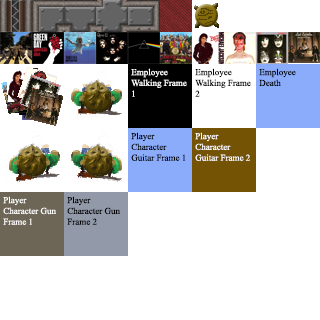 Employee
Walking Frame
1
Employee
Walking Frame
2
Employee
Death
Player
Character
Guitar Frame 1
Player
Character
Guitar Frame 2
Player
Character Gun
Frame 1
Player
Character Gun
Frame 2